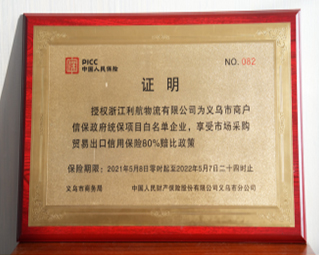 PICC
中国人民保险
NO. 082
证明
授权浙江利航物流有限公司为义乌市商户
信保政府统保项目白名单企业，享受市场采购
贸易出口信用保险80%赔比政策
保险期限：2021年5月8日零时起至2022年5月7日二十四时止
义乌市商务局 中国人民财产保险股份有限公司义乌市分公司